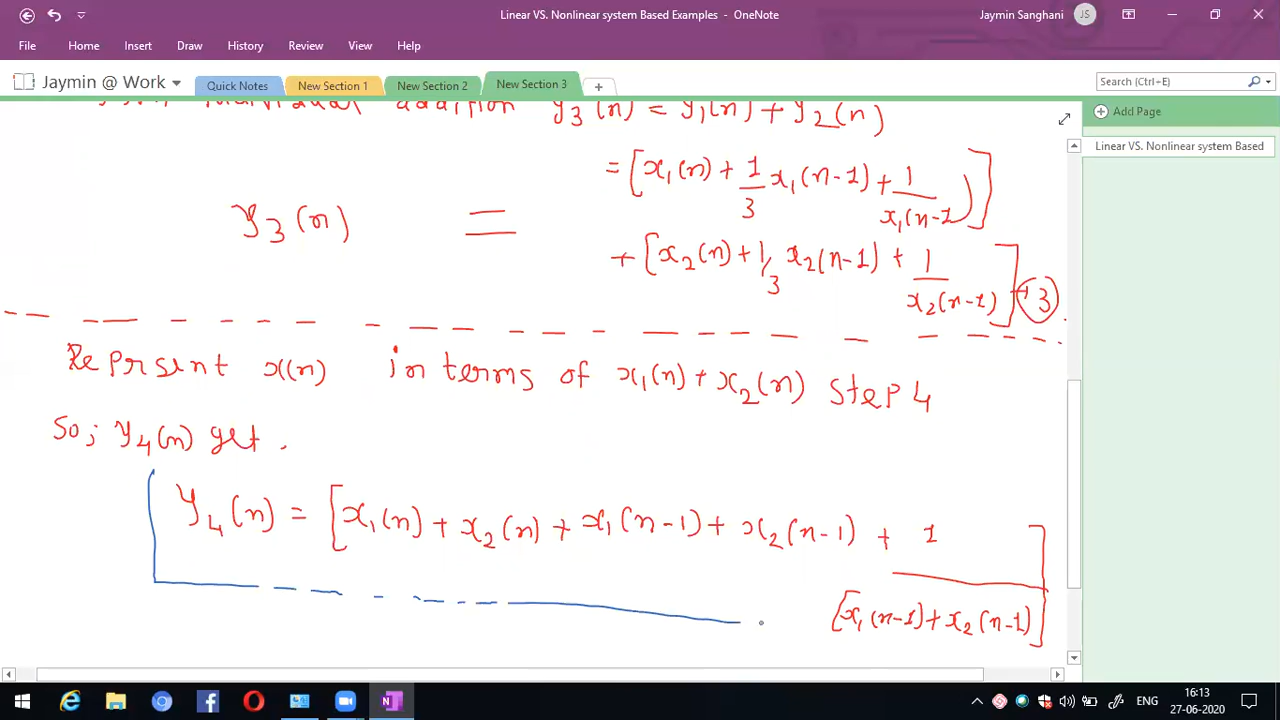 Linear VS. Nonlinear system Based Examples - OneNote
Jaymin Sanghani JS
File Home Insert Draw History Review View Help
Jaymin @ Work Quick Notes New Section 1 New Section 2 New Section 3 +
Search (Ctrl+E)
Add Page
Linear VS. Nonlinear system Based
addition y3(n) = y1(n) + y2(n)
y3(n) = = [x1(n) + 1/3 x1(n-1) + 1/x1(n-1)]
+ [x2(n) + 1/3 x2(n-1) + 1/x2(n-1)] → 3
Reprsent x(n) in terms of x1(n) + x2(n) step 4
So; y4(n) get.
y4(n) = [x1(n) + x2(n) + x1(n-1) + x2(n-1) + 1/[x1(n-1) + x2(n-1)]]
ENG
16:13
27-06-2020